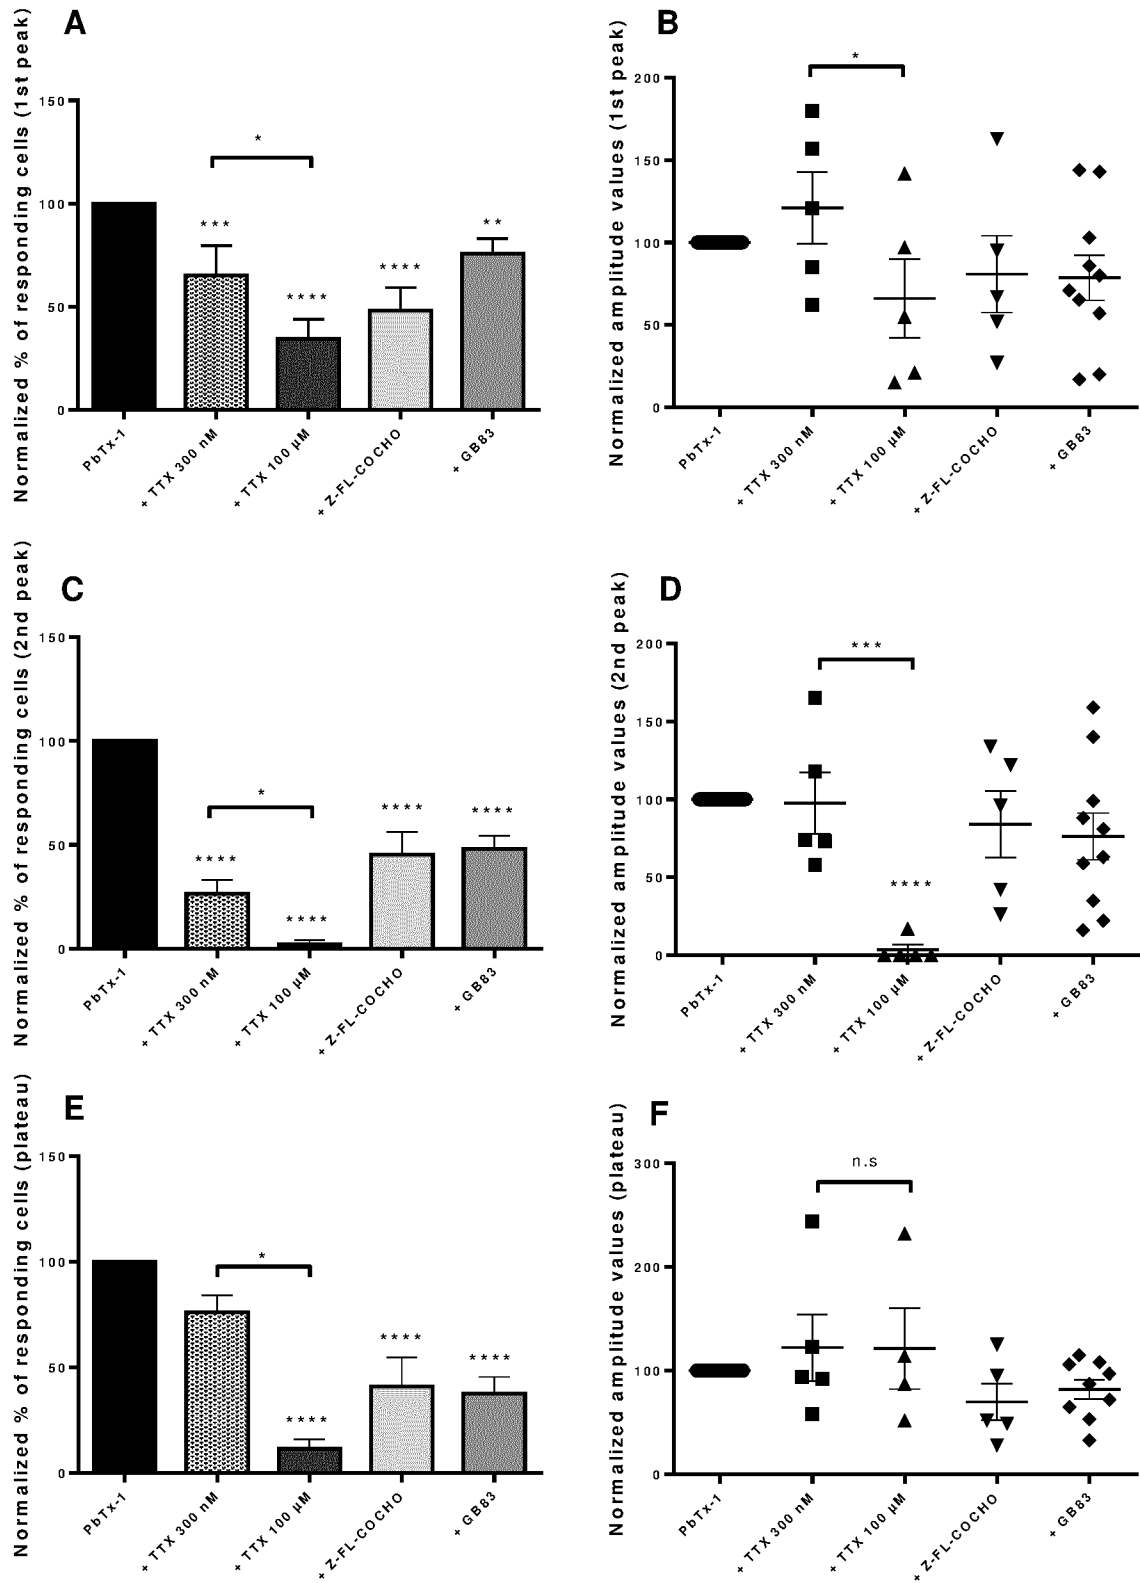 A
Normalized % of responding cells (1st peak)
150
100
50
0
*
***
****
****
**
PbTx-1
+ TTX 300 nM
+ TTX 100 µM
+ Z-FL-COCHO
+ GB83
B
Normalized amplitude values (1st peak)
200
150
100
50
0
*
PbTx-1
+ TTX 300 nM
+ TTX 100 µM
+ Z-FL-COCHO
+ GB83
C
Normalized % of responding cells (2nd peak)
150
100
50
0
*
****
****
****
****
PbTx-1
+ TTX 300 nM
+ TTX 100 µM
+ Z-FL-COCHO
+ GB83
D
Normalized amplitude values (2nd peak)
200
150
100
50
0
***
****
PbTx-1
+ TTX 300 nM
+ TTX 100 µM
+ Z-FL-COCHO
+ GB83
E
Normalized % of responding cells (plateau)
150
100
50
0
*
****
****
****
PbTx-1
+ TTX 300 nM
+ TTX 100 µM
+ Z-FL-COCHO
+ GB83
F
Normalized amplitude values (plateau)
300
200
100
0
n.s
PbTx-1
+ TTX 300 nM
+ TTX 100 µM
+ Z-FL-COCHO
+ GB83